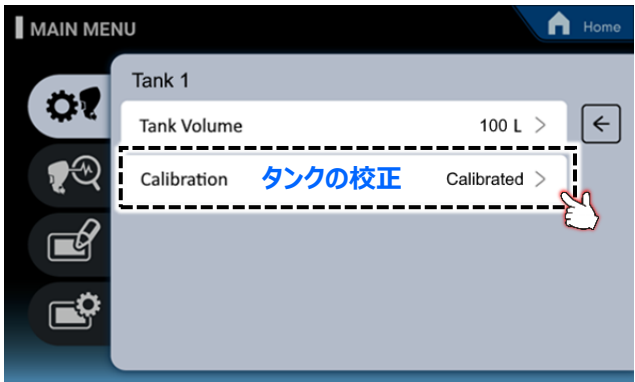 MAIN MENU
Home
Tank 1
Tank Volume 100 L >
Calibration タンクの校正 Calibrated >